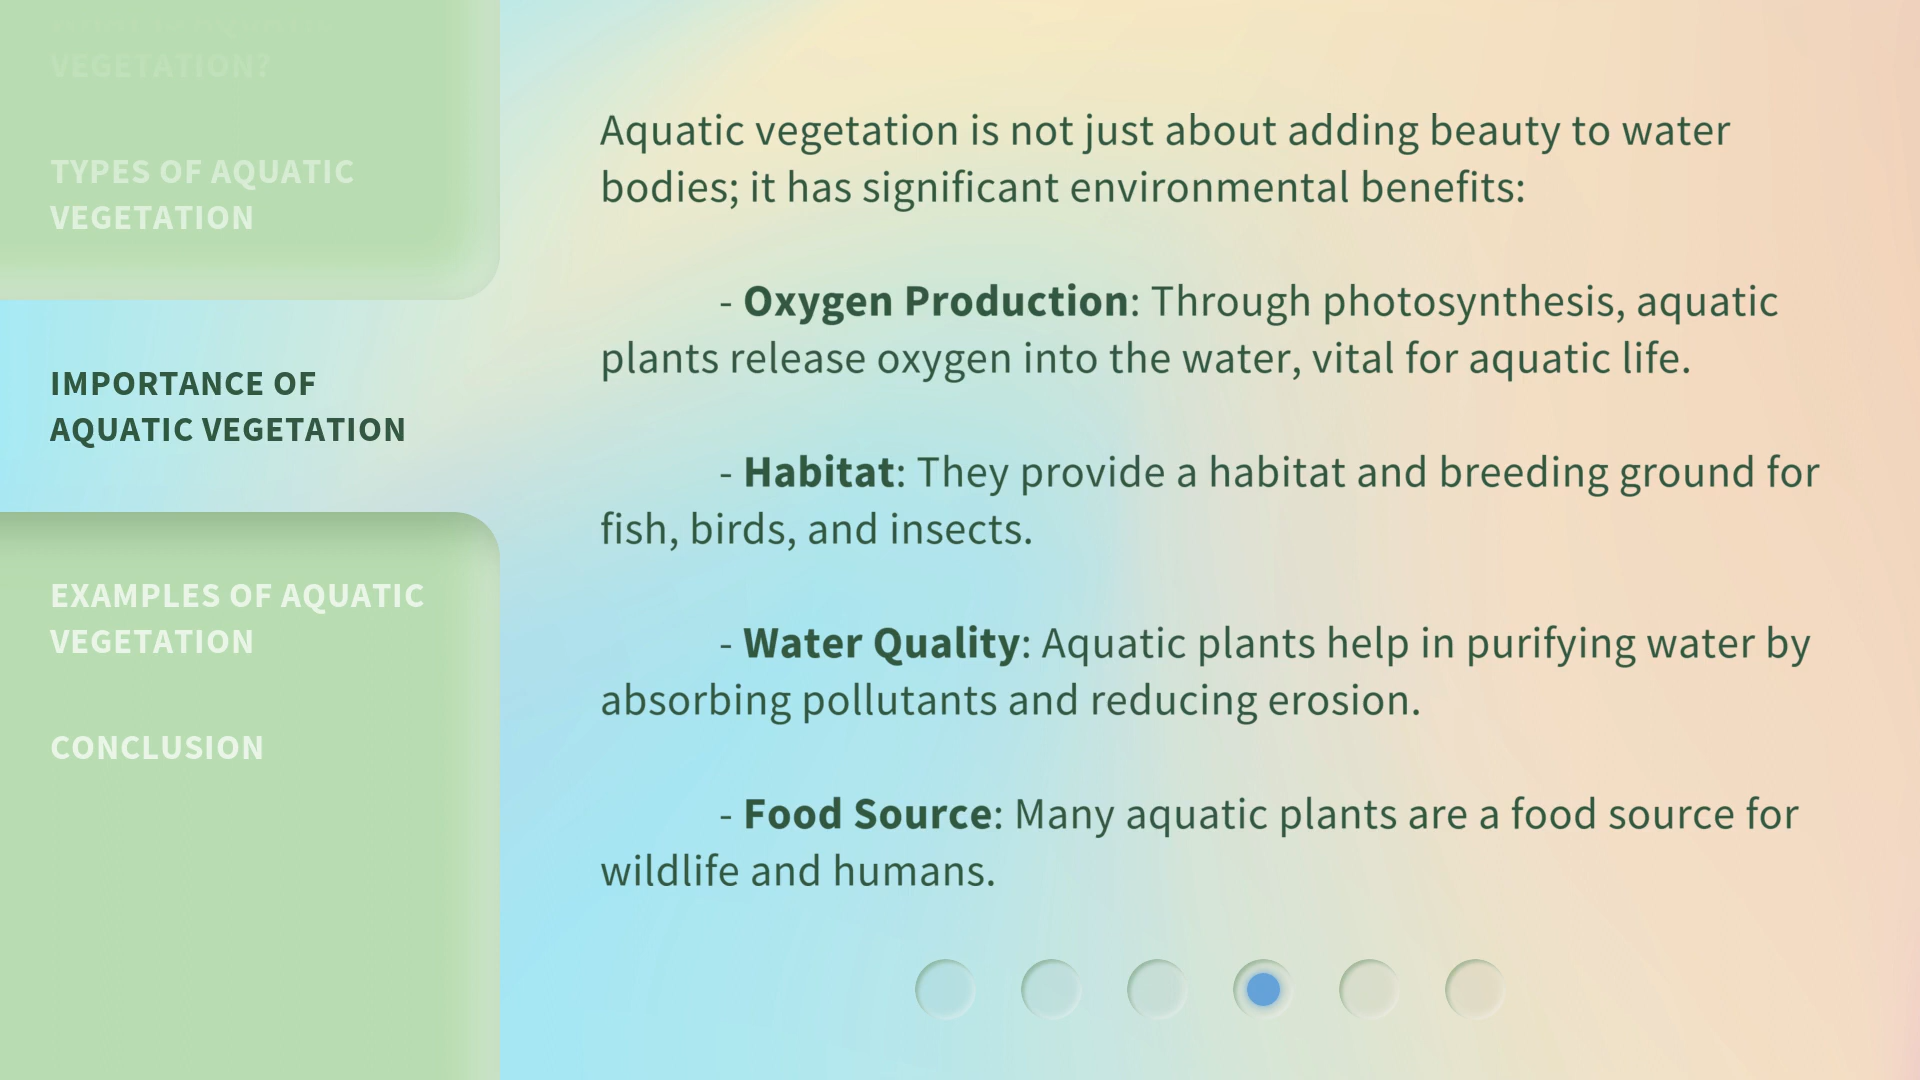 VEGETATION?
TYPES OF AQUATIC
VEGETATION
IMPORTANCE OF
AQUATIC VEGETATION
EXAMPLES OF AQUATIC
VEGETATION
CONCLUSION
Aquatic vegetation is not just about adding beauty to water
bodies; it has significant environmental benefits:
- Oxygen Production: Through photosynthesis, aquatic
plants release oxygen into the water, vital for aquatic life.
- Habitat: They provide a habitat and breeding ground for
fish, birds, and insects.
- Water Quality: Aquatic plants help in purifying water by
absorbing pollutants and reducing erosion.
- Food Source: Many aquatic plants are a food source for
wildlife and humans.